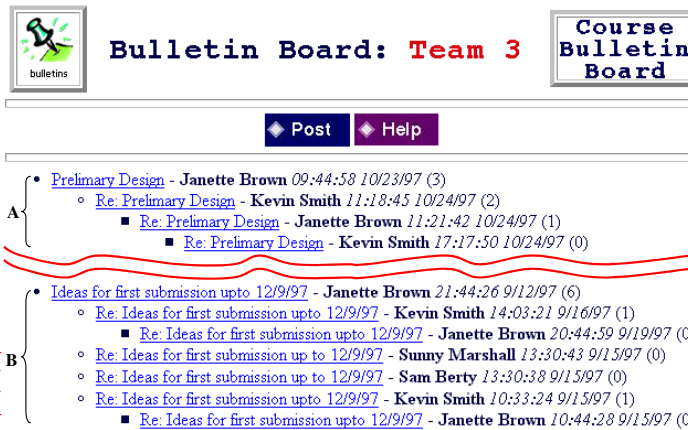 bulletins
Bulletin Board: Team 3
Course
Bulletin
Board
Post
Help
A
Prelimary Design - Janette Brown 09:44:58 10/23/97 (3)
Re: Prelimary Design - Kevin Smith 11:18:45 10/24/97 (2)
Re: Prelimary Design - Janette Brown 11:21:42 10/24/97 (1)
Re: Prelimary Design - Kevin Smith 17:17:50 10/24/97 (0)
B
Ideas for first submission upto 12/9/97 - Janette Brown 21:44:26 9/12/97 (6)
Re: Ideas for first submission upto 12/9/97 - Kevin Smith 14:03:21 9/16/97 (1)
Re: Ideas for first submission upto 12/9/97 - Janette Brown 20:44:59 9/19/97 (0
Re: Ideas for first submission up to 12/9/97 - Sunny Marshall 13:30:43 9/15/97 (0)
Re: Ideas for first submission up to 12/9/97 - Sam Berty 13:30:38 9/15/97 (0)
Re: Ideas for first submission upto 12/9/97 - Kevin Smith 10:33:24 9/15/97 (1)
Re: Ideas for first submission upto 12/9/97 - Janette Brown 10:44:28 9/15/97 (0